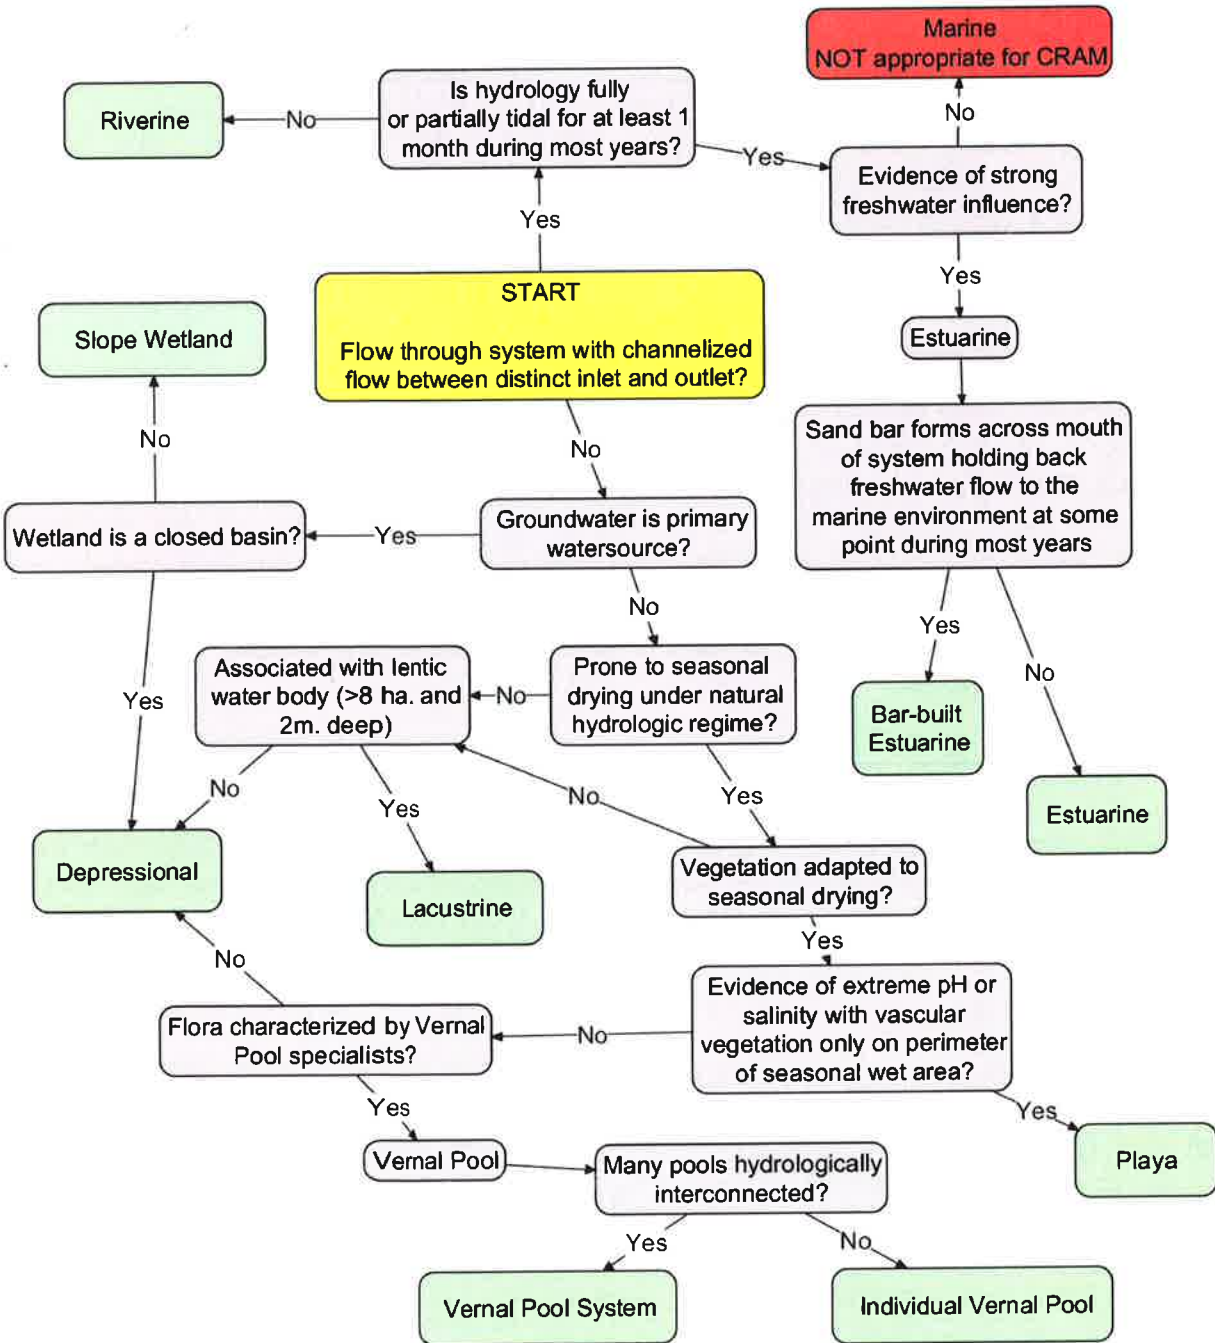 Marine
NOT appropriate for CRAM
Is hydrology fully
or partially tidal for at least 1
month during most years?
Riverine
No
No
Yes
Evidence of strong
freshwater influence?
Yes
Yes
START
Flow through system with channelized
flow between distinct inlet and outlet?
Slope Wetland
Estuarine
No
No
Sand bar forms across mouth
of system holding back
freshwater flow to the
marine environment at some
point during most years
Wetland is a closed basin?
Yes
Groundwater is primary
watersource?
No
Yes
No
Associated with lentic
water body (>8 ha. and
2m. deep)
No
Prone to seasonal
drying under natural
hydrologic regime?
Yes
Bar-built
Estuarine
No
Yes
No
Yes
Estuarine
Depressional
Lacustrine
Vegetation adapted to
seasonal drying?
Yes
No
Evidence of extreme pH or
salinity with vascular
vegetation only on perimeter
of seasonal wet area?
Flora characterized by Vernal
Pool specialists?
No
Yes
Yes
Vernal Pool
Many pools hydrologically
interconnected?
Playa
Yes
No
Vernal Pool System
Individual Vernal Pool